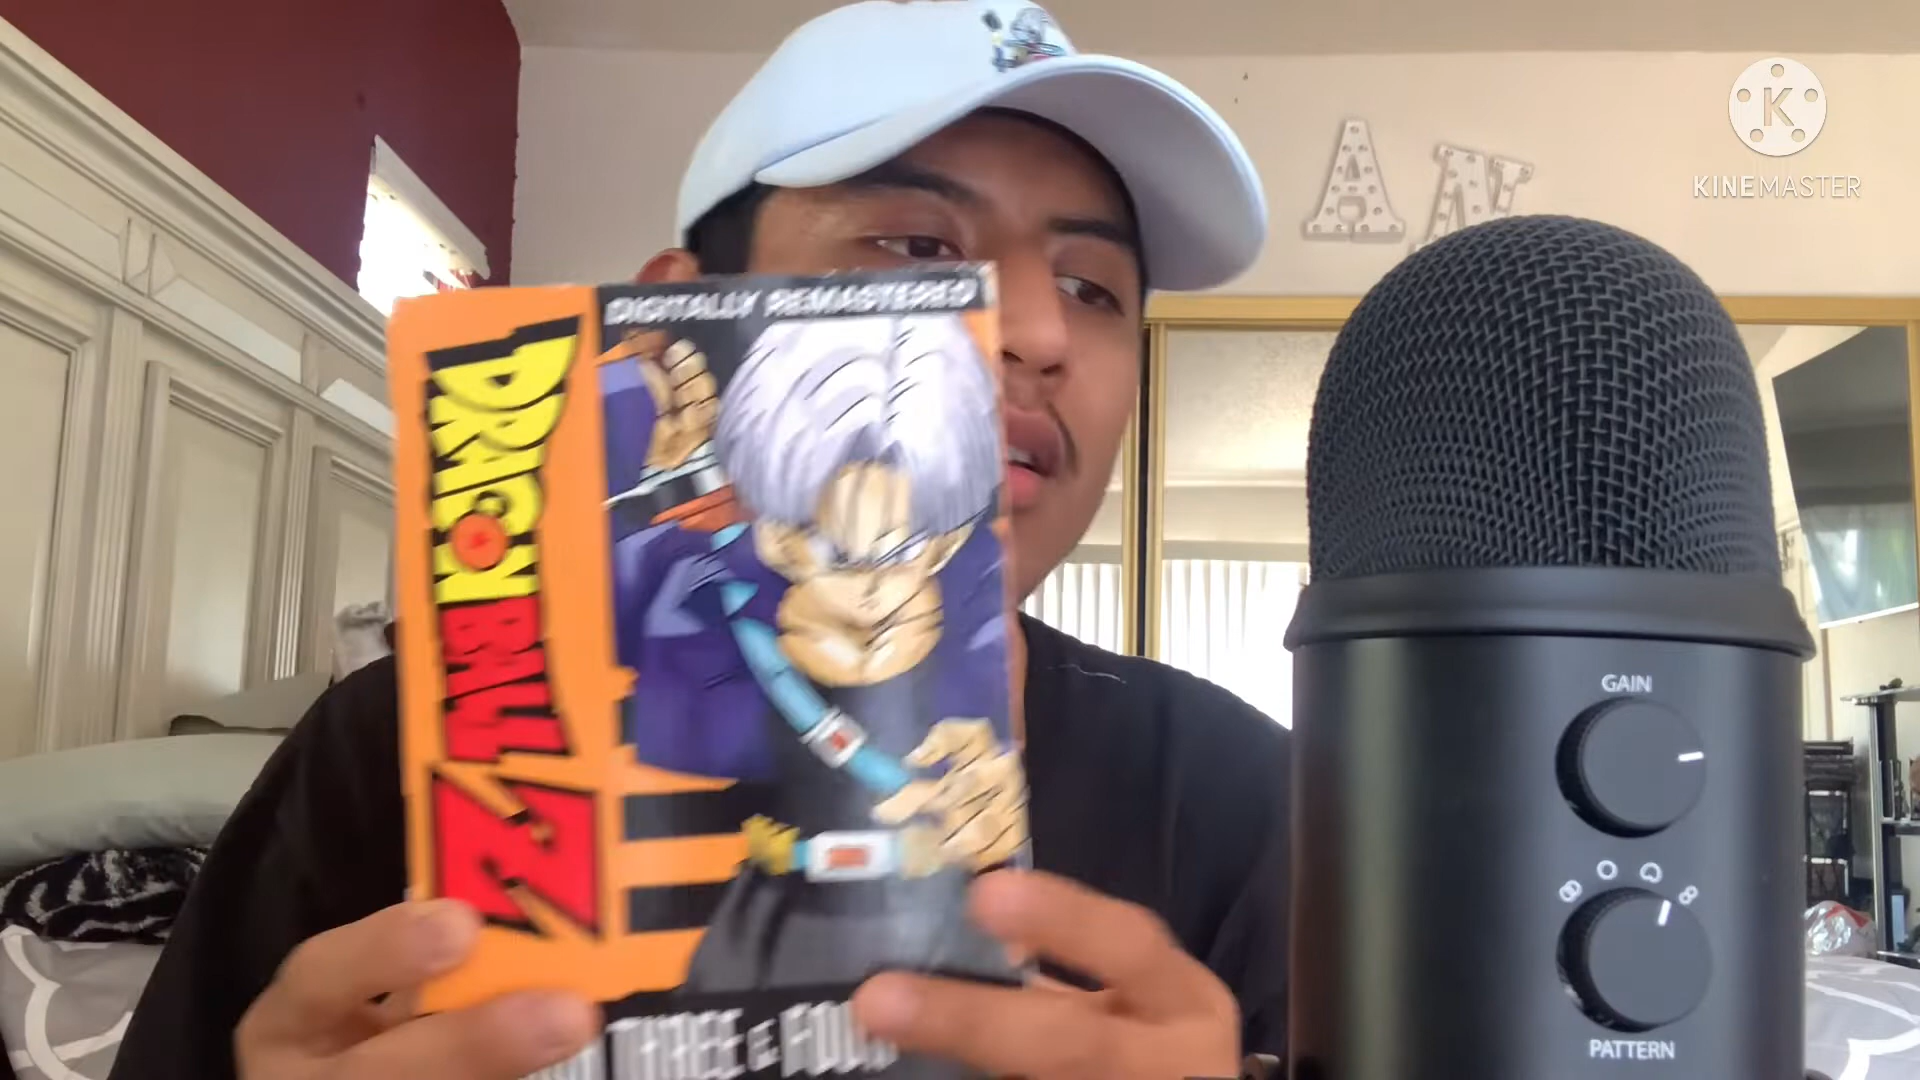 K
KINEMASTER
A N
DIGITALLY REMASTERED
DRAGON BALL Z
GAIN
PATTERN
THREE & FOUR